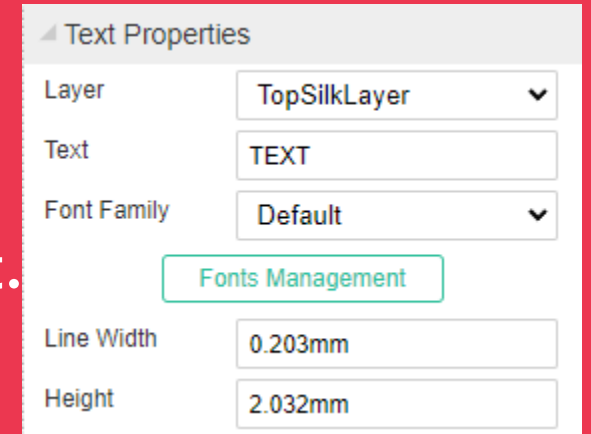 Text Properties
Layer TopSilkLayer
Text TEXT
Font Family Default
Fonts Management
Line Width 0.203mm
Height 2.032mm